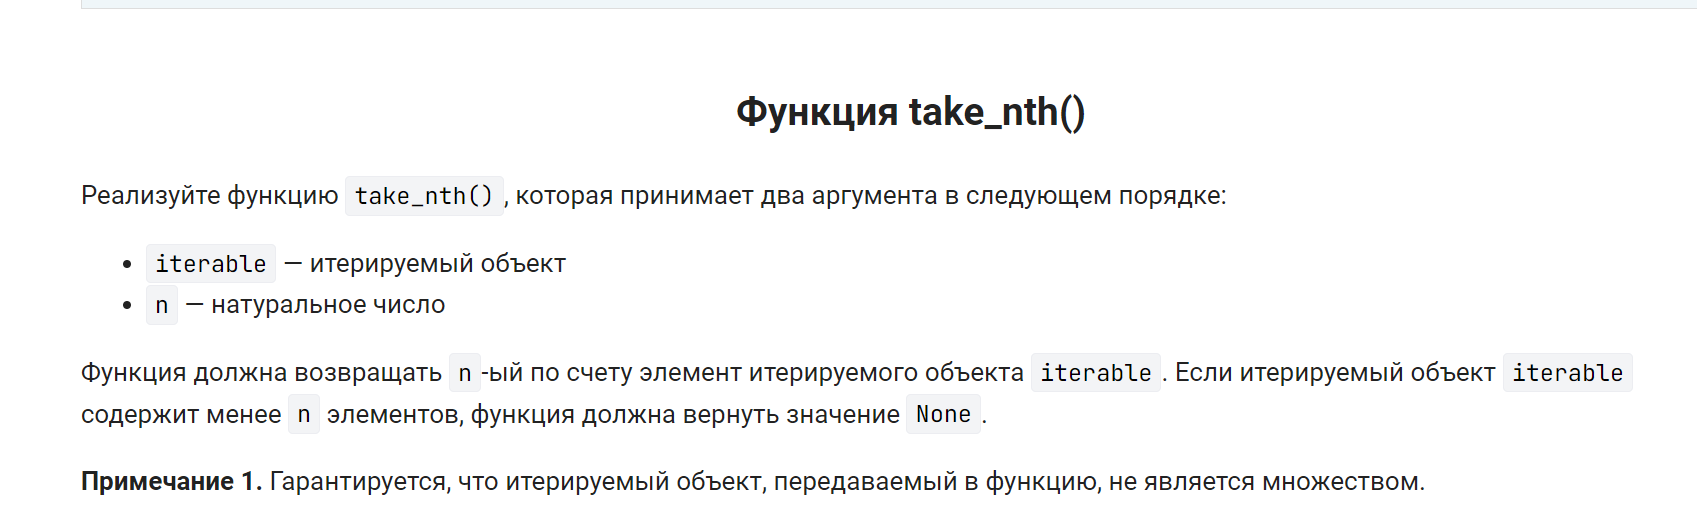 Функция take_nth()
Реализуйте функцию take_nth(), которая принимает два аргумента в следующем порядке:
• iterable — итерируемый объект
• n — натуральное число
Функция должна возвращать n-ый по счету элемент итерируемого объекта iterable. Если итерируемый объект iterable
содержит менее n элементов, функция должна вернуть значение None.
Примечание 1. Гарантируется, что итерируемый объект, передаваемый в функцию, не является множеством.